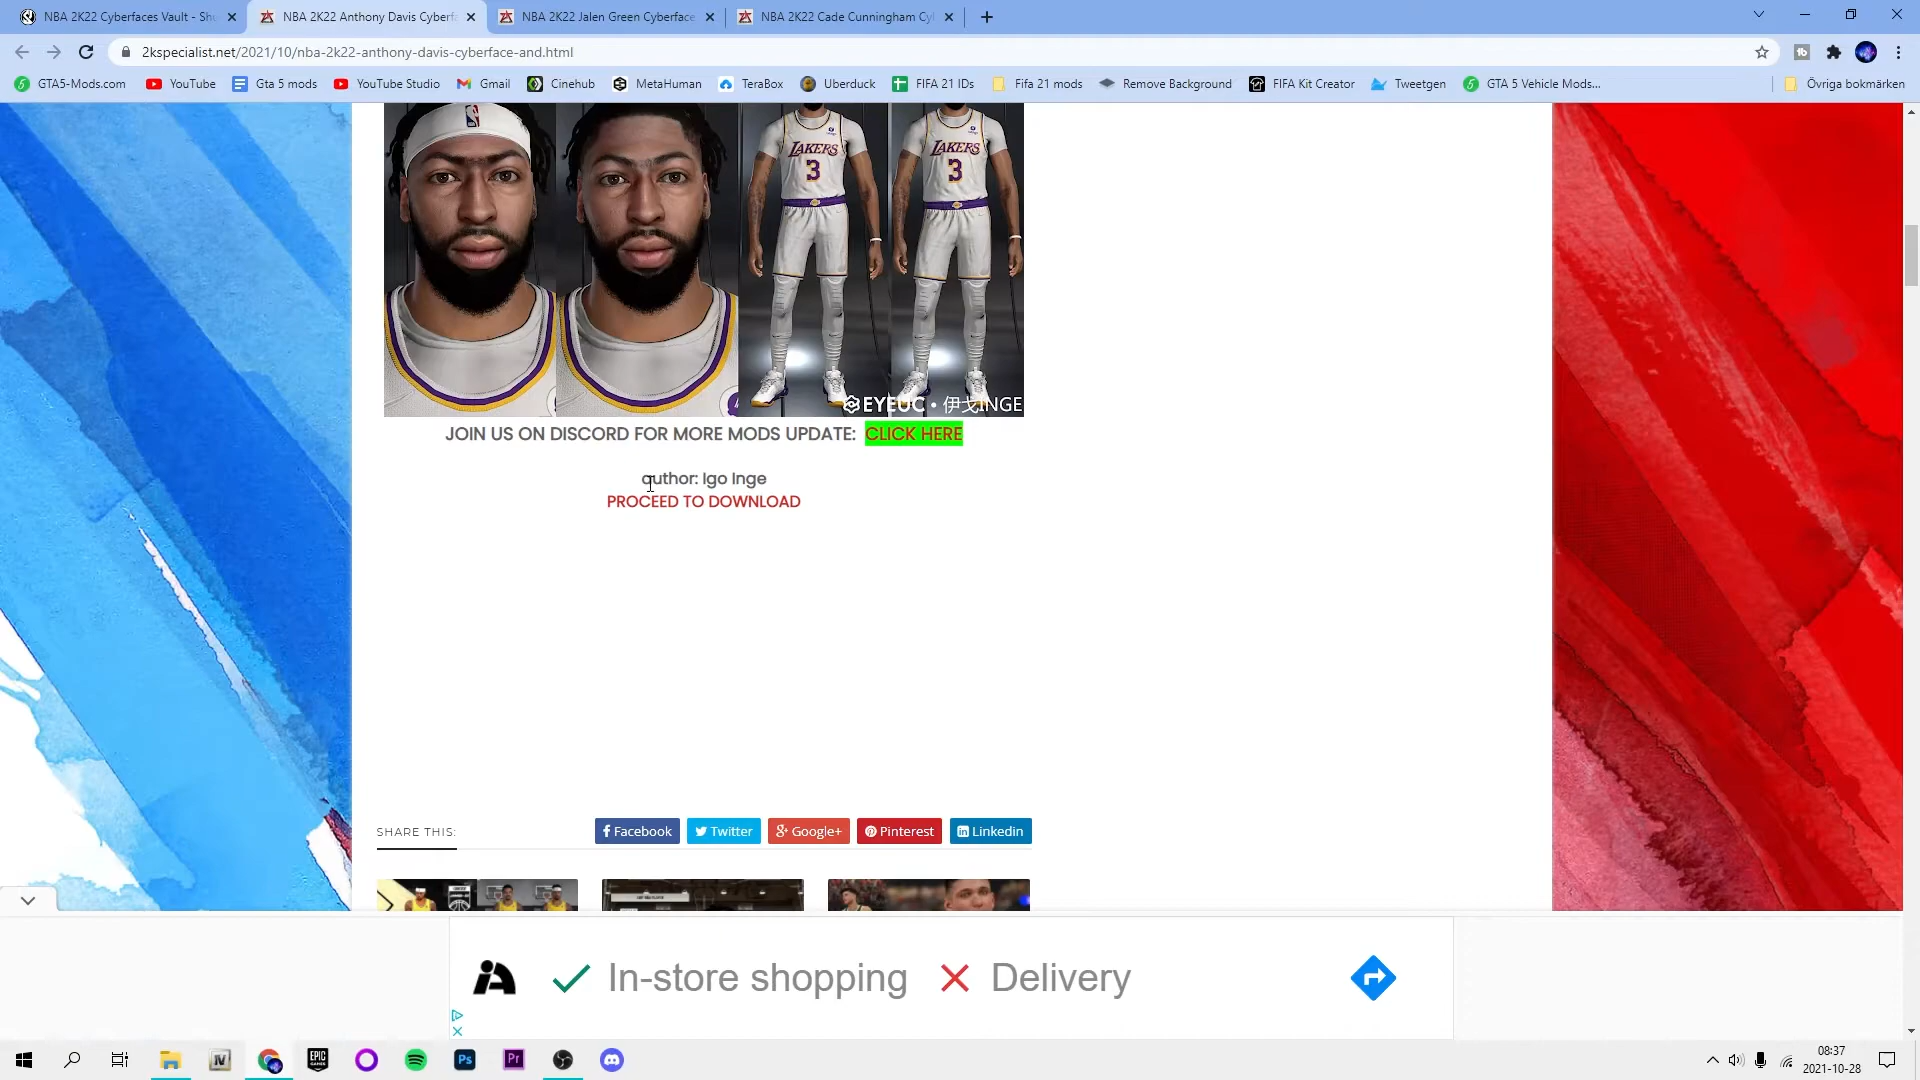 NBA 2K22 Cyberfaces Vault - Sh
NBA 2K22 Anthony Davis Cyberfa
NBA 2K22 Jalen Green Cyberface
NBA 2K22 Cade Cunningham Cy
2kspecialist.net/2021/10/nba-2k22-anthony-davis-cyberface-and.html
GTA5-Mods.com
YouTube
Gta 5 mods
YouTube Studio
Gmail
Cinehub
MetaHuman
TeraBox
Uberduck
FIFA 21 IDs
Fifa 21 mods
Remove Background
FIFA Kit Creator
Tweetgen
GTA 5 Vehicle Mods...
Övriga bokmärken
LAKERS
3
LAKERS
3
EYEUC • 伊戈INGE
JOIN US ON DISCORD FOR MORE MODS UPDATE: CLICK HERE
author: Igo Inge
PROCEED TO DOWNLOAD
SHARE THIS:
Facebook
Twitter
Google+
Pinterest
Linkedin
In-store shopping
Delivery
EPIC GAMES
Ps
Pr
08:37
2021-10-28